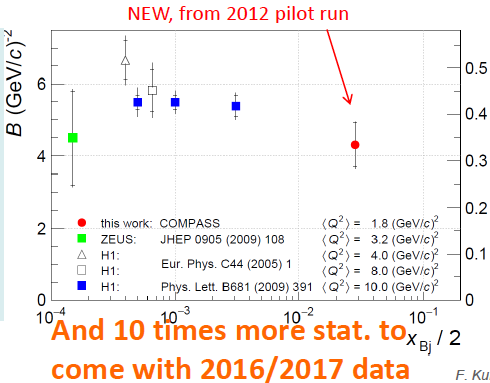 NEW, from 2012 pilot run
B (GeV/c)-2
6
4
2
0
0.5
0.4
0.3
0.2
0.1
0
this work: COMPASS ⟨Q2⟩ = 1.8 (GeV/c)2
ZEUS: JHEP 0905 (2009) 108 ⟨Q2⟩ = 3.2 (GeV/c)2
H1: ⟨Q2⟩ = 4.0 (GeV/c)2
Eur. Phys. C44 (2005) 1
H1: ⟨Q2⟩ = 8.0 (GeV/c)2
H1: Phys. Lett. B681 (2009) 391 ⟨Q2⟩ = 10.0 (GeV/c)2
10-4 10-3 10-2 10-1
xBj / 2
And 10 times more stat. to
come with 2016/2017 data
F. Ku